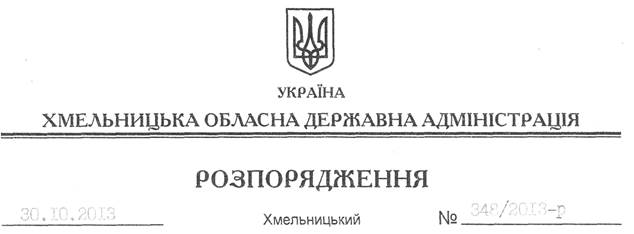 УКРАЇНА
ХМЕЛЬНИЦЬКА ОБЛАСНА ДЕРЖАВНА АДМІНІСТРАЦІЯ
РОЗПОРЯДЖЕННЯ
30.10.2013 Хмельницький № 348/2013-р